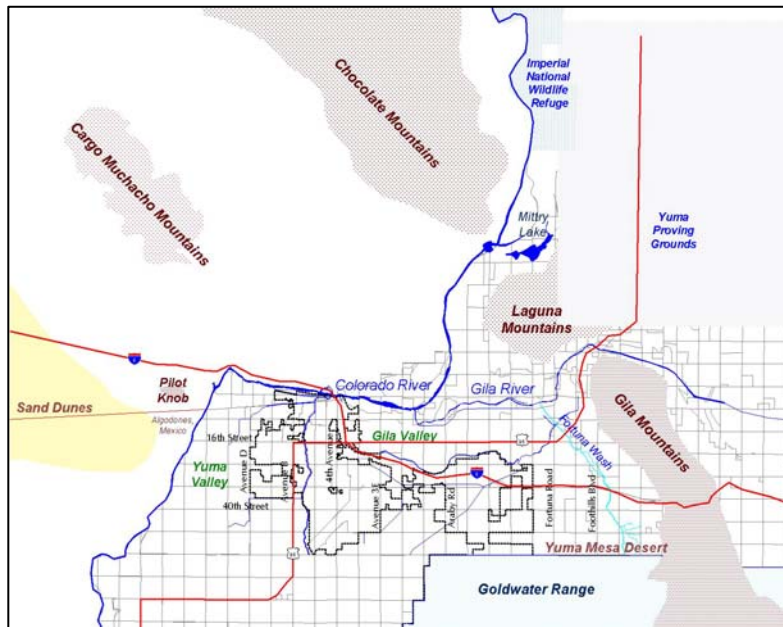 Imperial
National
Wildlife
Refuge
Chocolate Mountains
Cargo Muchacho Mountains
Mittry
Lake
Yuma
Proving
Grounds
Laguna
Mountains
Pilot
Knob
Colorado River
Gila River
Sand Dunes
Algodones,
Mexico
16th Street
Gila Valley
Fortuna Wash
Gila Mountains
Yuma
Valley
Avenue D
Avenue B
4th Avenue
40th Street
Avenue 3E
Araby Rd
Fortuna Road
Foothills Blvd
Yuma Mesa Desert
Goldwater Range